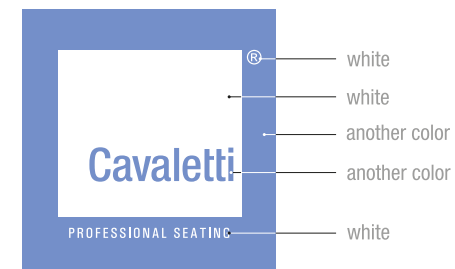 ® white
white
another color
Cavaletti another color
PROFESSIONAL SEATING white